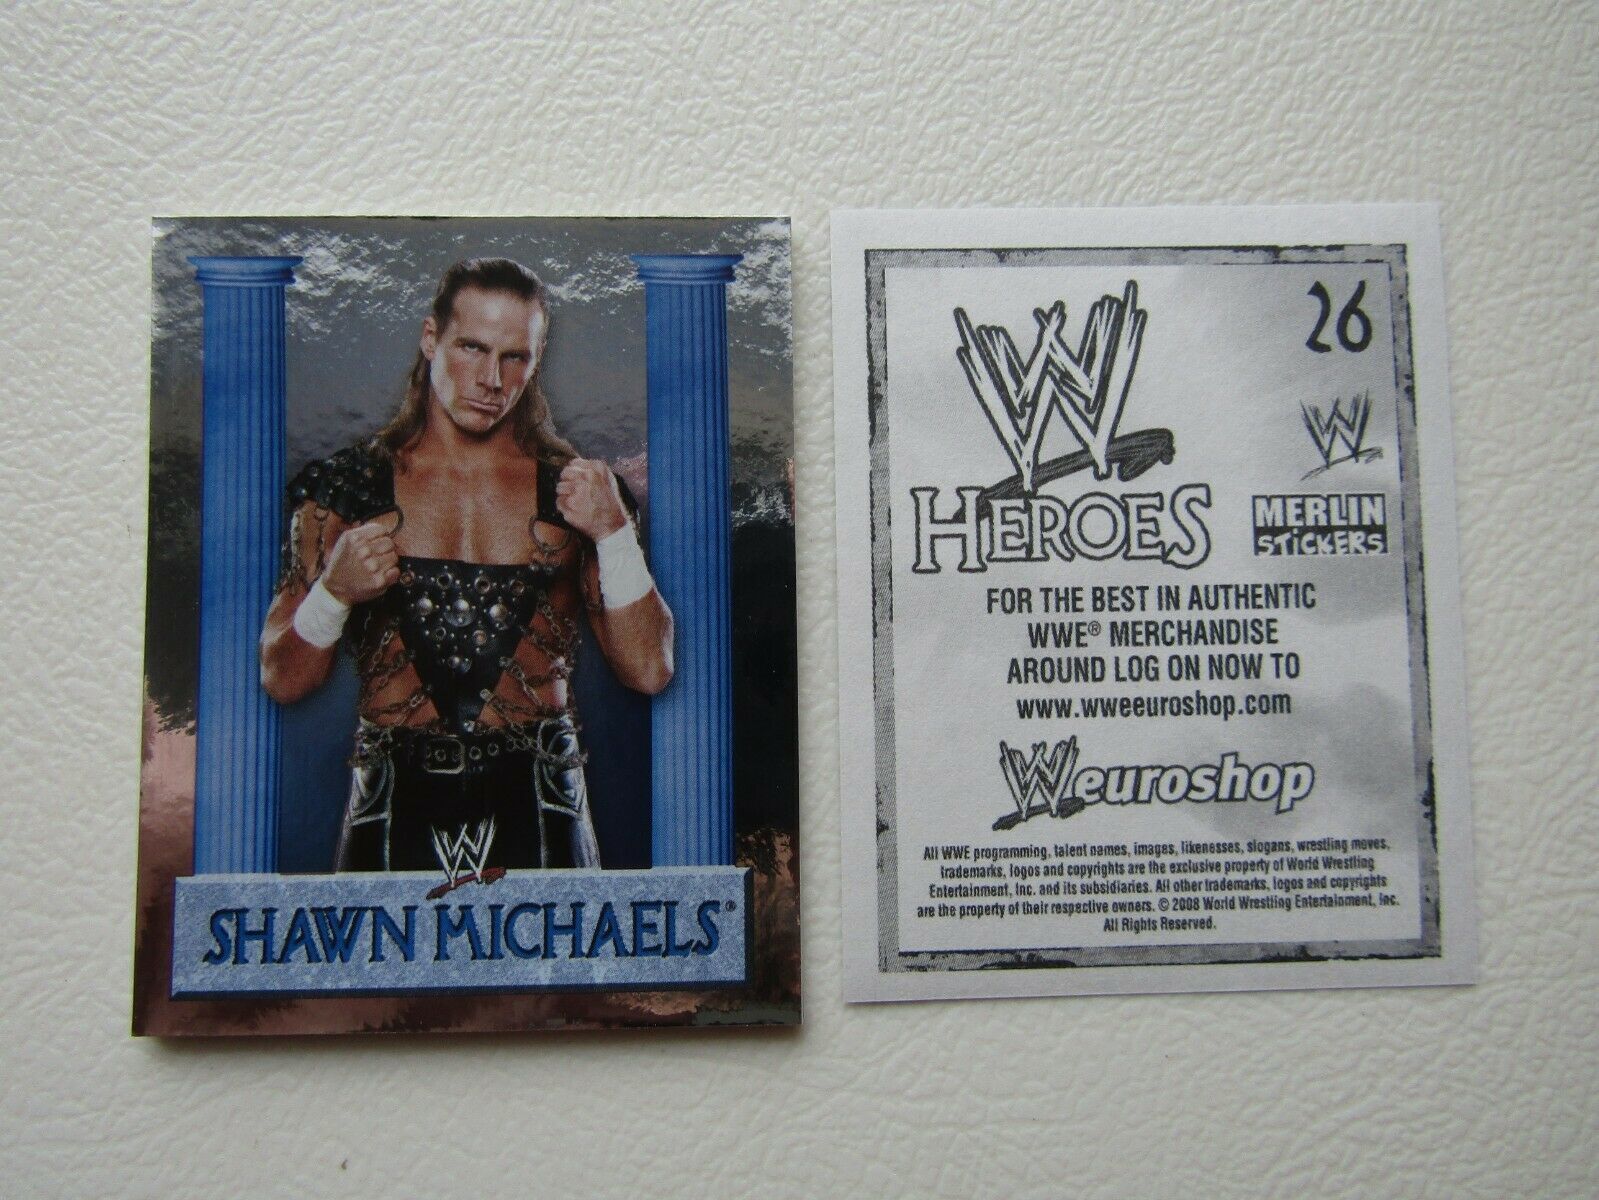 W
SHAWN MICHAELS®
26
W
HEROES
W
MERLIN
STICKERS
FOR THE BEST IN AUTHENTIC
WWE® MERCHANDISE
AROUND LOG ON NOW TO
www.wweeuroshop.com
Weuroshop
All WWE programming, talent names, images, likenesses, slogans, wrestling moves,
trademarks, logos and copyrights are the exclusive property of World Wrestling
Entertainment, Inc. and its subsidiaries. All other trademarks, logos and copyrights
are the property of their respective owners. © 2008 World Wrestling Entertainment, Inc.
All Rights Reserved.